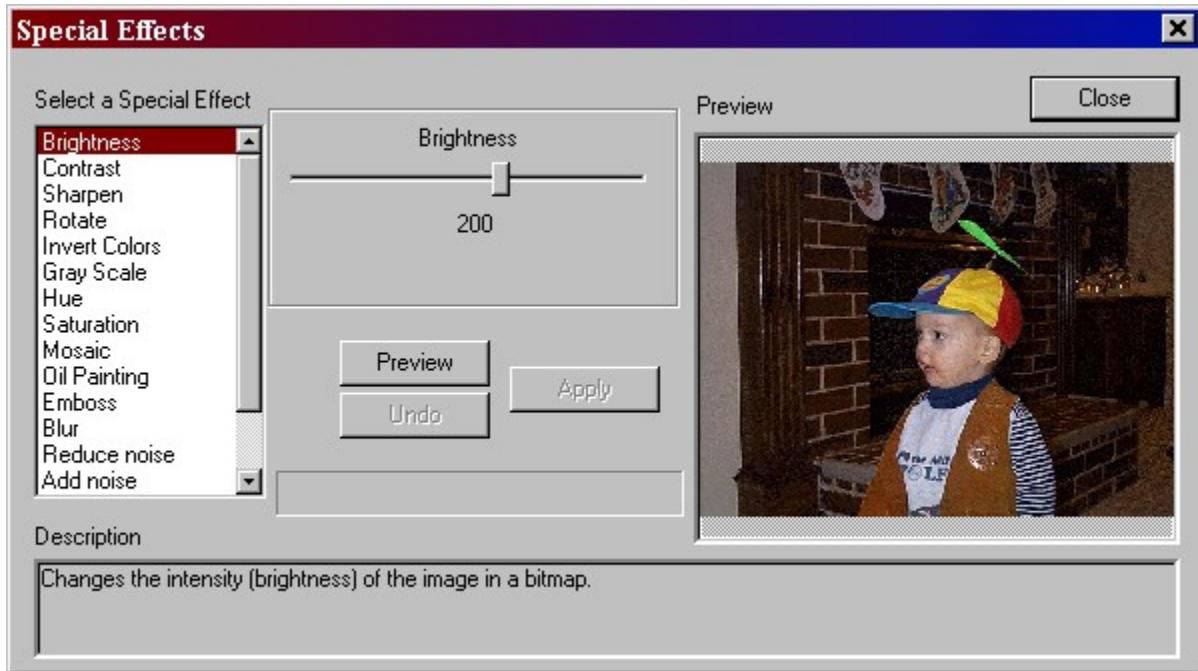 Special Effects
Select a Special Effect
Brightness
Contrast
Sharpen
Rotate
Invert Colors
Gray Scale
Hue
Saturation
Mosaic
Oil Painting
Emboss
Blur
Reduce noise
Add noise
Brightness
200
Preview
Undo
Apply
Preview
Close
Description
Changes the intensity (brightness) of the image in a bitmap.